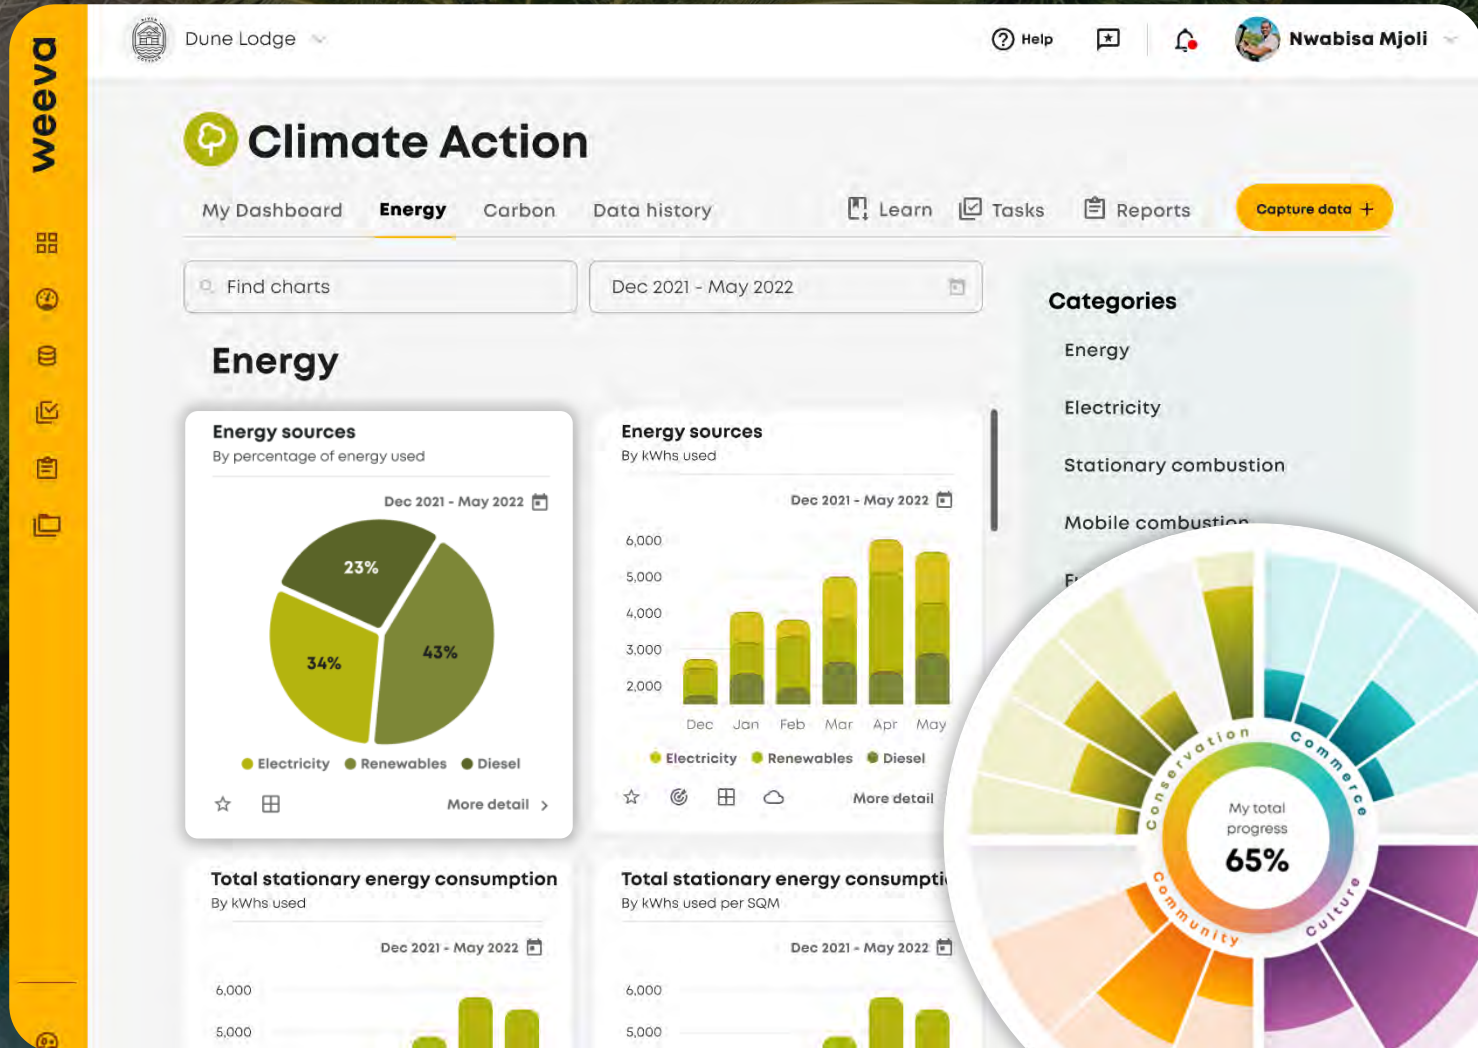 weeva
Dune Lodge
Help
Nwabisa Mjoli
Climate Action
My Dashboard
Energy
Carbon
Data history
Learn
Tasks
Reports
Capture data +
Find charts
Dec 2021 - May 2022
Categories
Energy
Electricity
Stationary combustion
Mobile combustion
Energy
Energy sources
By percentage of energy used
Dec 2021 - May 2022
23%
34%
43%
Electricity
Renewables
Diesel
More detail
Energy sources
By kWhs used
Dec 2021 - May 2022
6,000
5,000
4,000
3,000
2,000
Dec Jan Feb Mar Apr May
Electricity
Renewables
Diesel
More detail
Total stationary energy consumption
By kWhs used
Dec 2021 - May 2022
6,000
5,000
Total stationary energy consumpti
By kWhs used per SQM
Dec 2021 - May 2022
6,000
5,000
Conservation
Commerce
Community
Culture
My total
progress
65%